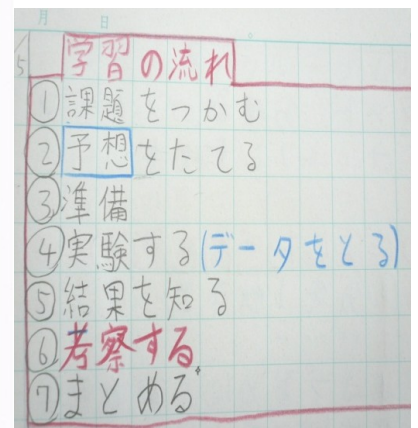 月 日
5
学習の流れ
①課題をつかむ
②予想をたてる
③準備
④実験する(データをとる)
⑤結果を知る
⑥考察する
⑦まとめる